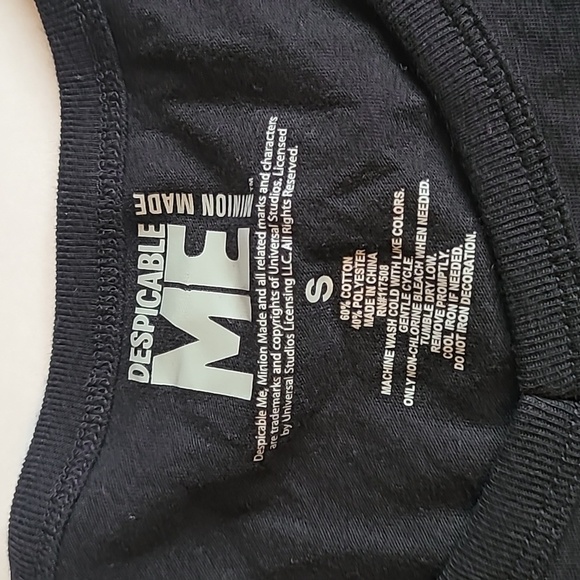 DESPICABLE
ME
MINION MADE
™
Despicable Me, Minion Made and all related marks and characters
are trademarks and copyrights of Universal Studios. Licensed
by Universal Studios Licensing LLC. All Rights Reserved.
S
60% COTTON
40% POLYESTER
MADE IN CHINA
RN#117508
MACHINE WASH COLD WITH LIKE COLORS.
GENTLE CYCLE.
ONLY NON-CHLORINE BLEACH WHEN NEEDED.
TUMBLE DRY LOW.
REMOVE PROMPTLY.
COOL IRON IF NEEDED.
DO NOT IRON DECORATION.